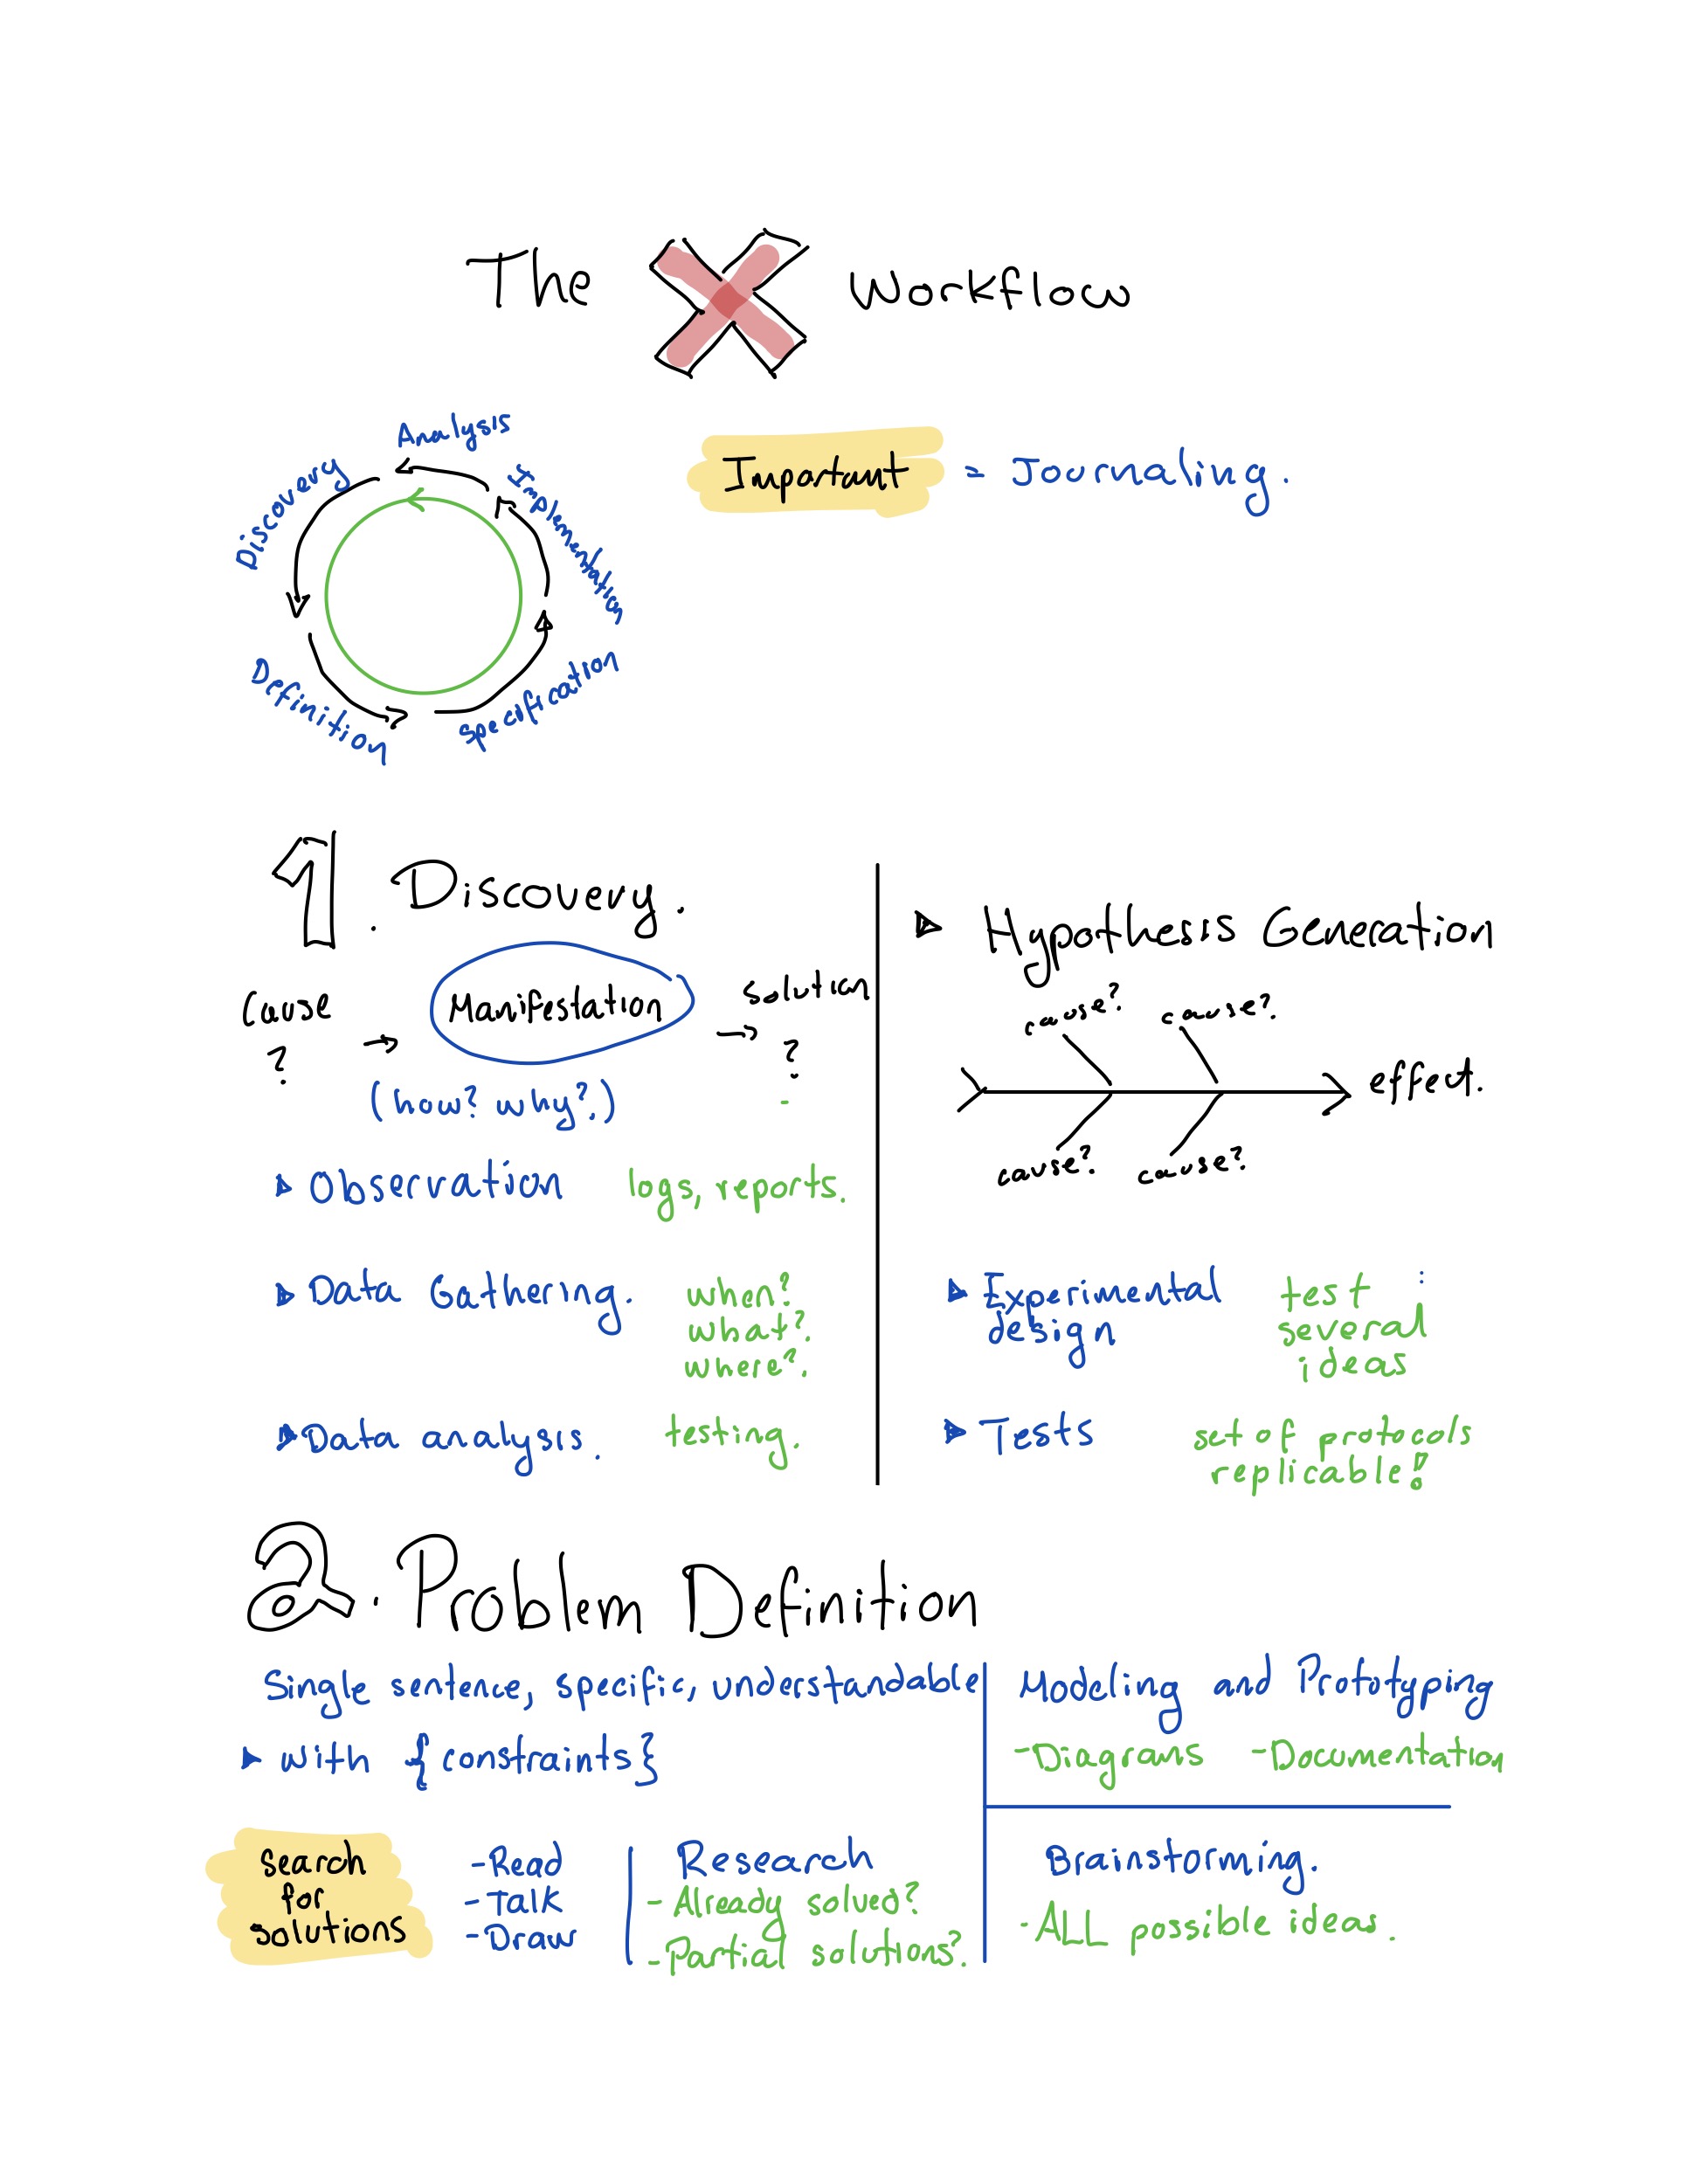 The X Workflow
Analysis
Discovery
Implementation
Definition
Specification
Important = Journaling.
1. Discovery.
Cause
?
→
Manifestation
→
solution
?
(how? why?)
▷ Observation logs, reports.
▷ Data Gathering. when?
what?
where?
▷ Data analysis. testing.
▷ Hypothesis Generation
cause? cause?
effect.
cause? cause?
▷ Experimental design
test
several
ideas
▷ Tests
set of protocols
replicable!
2. Problem Definition
Single sentence, specific, understandable
▷ with {constraints}
search
for
solutions
-Read
-Talk
-Draw
Research
- Already solved?
- Partial solutions?
Modeling and Prototyping
-Diagrams -Documentation
Brainstorming.
-ALL possible ideas.